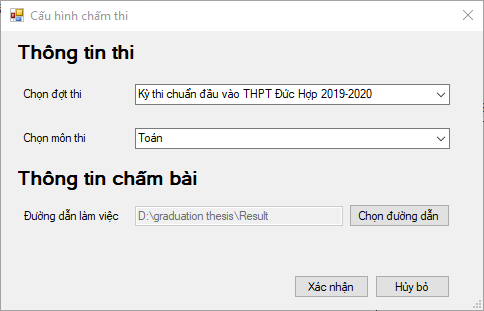 Cấu hình chấm thi
Thông tin thi
Chọn đợt thi
Kỳ thi chuẩn đầu vào THPT Đức Hợp 2019-2020
Chọn môn thi
Toán
Thông tin chấm bài
Đường dẫn làm việc
D:\graduation thesis\Result
Chọn đường dẫn
Xác nhận
Hủy bỏ